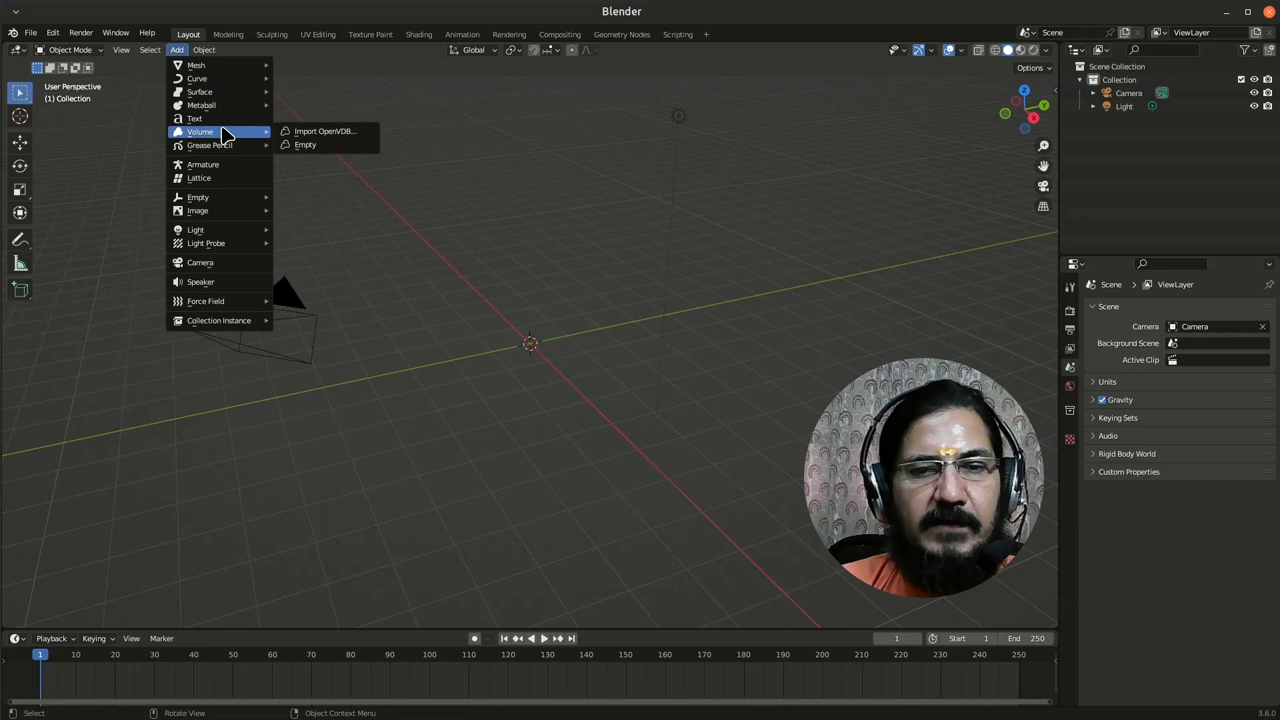 Blender
File Edit Render Window Help Layout Modeling Sculpting UV Editing Texture Paint Shading Animation Rendering Compositing Geometry Nodes Scripting Scene ViewLayer
Object Mode View Select Add Object Global
Options
User Perspective
(1) Collection
Mesh
Curve
Surface
Metaball
Text
Volume
Grease Pencil
Armature
Lattice
Empty
Image
Light
Light Probe
Camera
Speaker
Force Field
Collection Instance
Import OpenVDB...
Empty
Z
Y
X
Scene Collection
Collection
Camera
Light
Scene ViewLayer
Scene
Camera Camera
Background Scene
Active Clip
Units
Gravity
Keying Sets
Audio
Rigid Body World
Custom Properties
Playback Keying View Marker 1 Start 1 End 250
1 10 20 30 40 50 60 70 80 90 100 110 120 130 140 150 160 170 180 190 200 210 220 230 240 250
Select Rotate View Object Context Menu 3.6.0